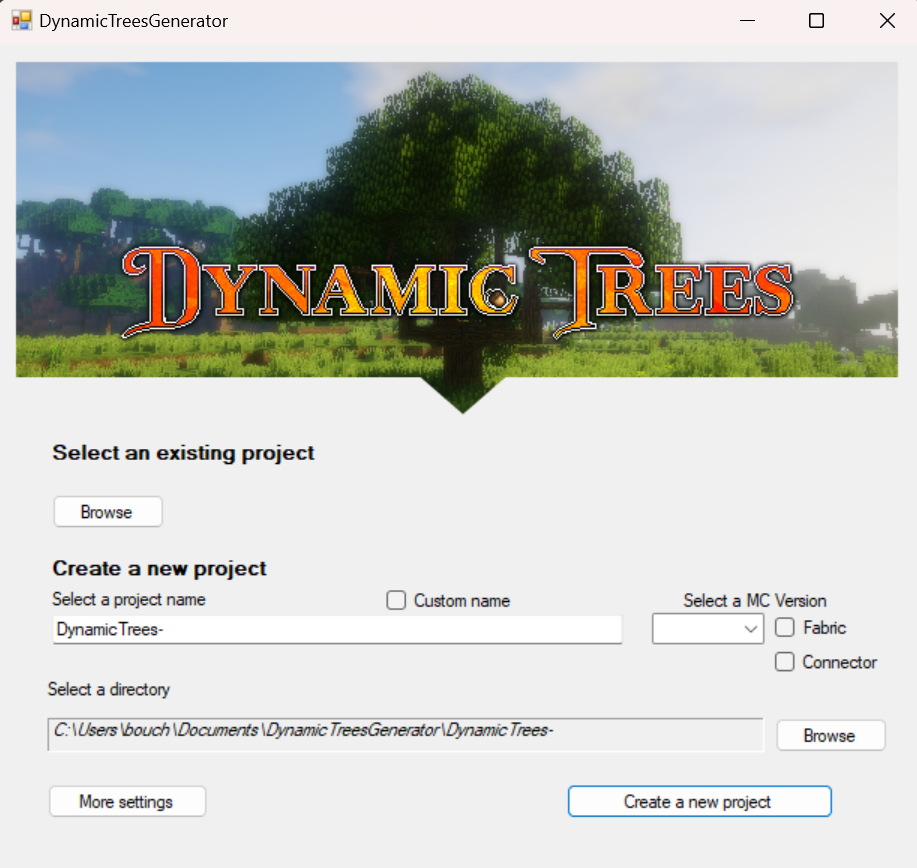 DynamicTreesGenerator
DYNAMIC TREES
Select an existing project
Browse
Create a new project
Select a project name
Custom name
Select a MC Version
DynamicTrees-
Fabric
Connector
Select a directory
C:\Users\bouch\Documents\DynamicTreesGenerator\DynamicTrees-
Browse
More settings
Create a new project